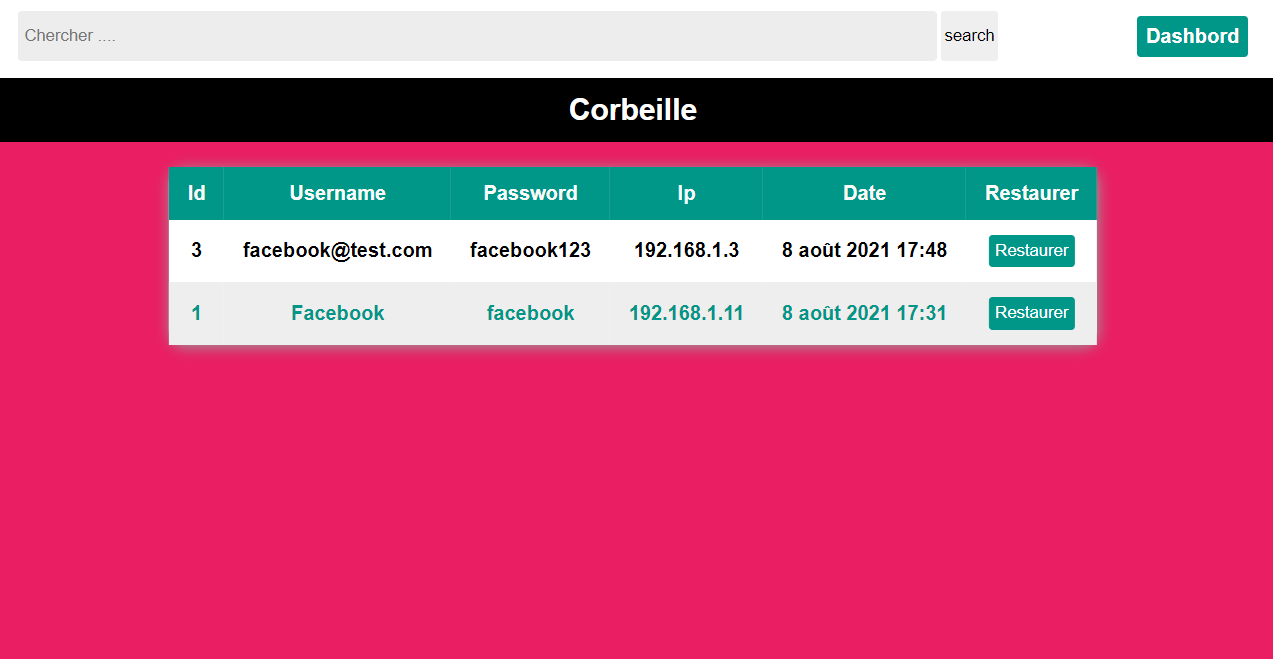 Chercher .... search Dashbord
Corbeille
Id Username Password Ip Date Restaurer
3 facebook@test.com facebook123 192.168.1.3 8 août 2021 17:48 Restaurer
1 Facebook facebook 192.168.1.11 8 août 2021 17:31 Restaurer